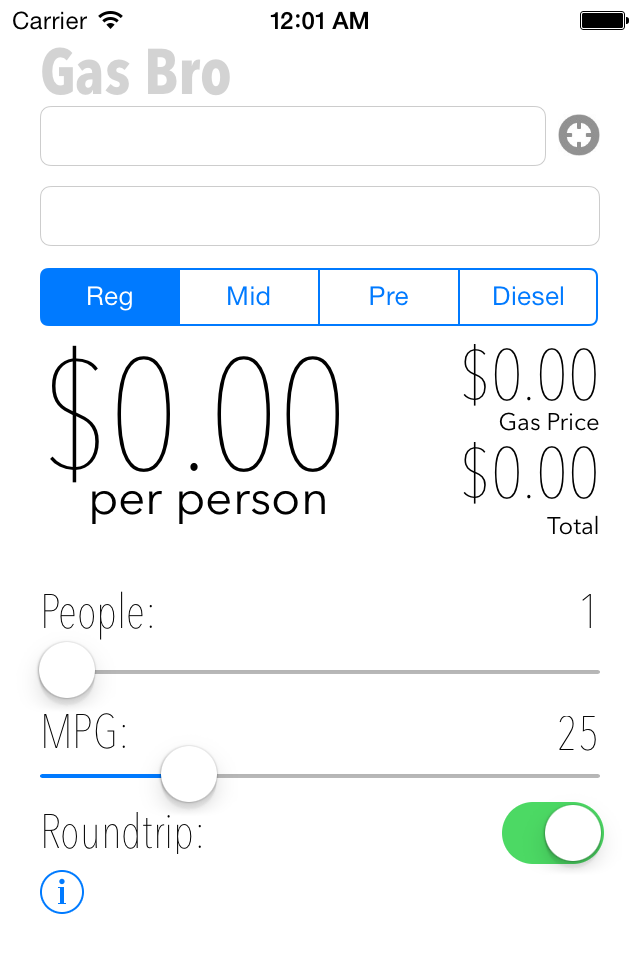 Carrier 12:01 AM
Gas Bro
Reg Mid Pre Diesel
$0.00
per person
$0.00
Gas Price
$0.00
Total
People: 1
MPG: 25
Roundtrip:
i